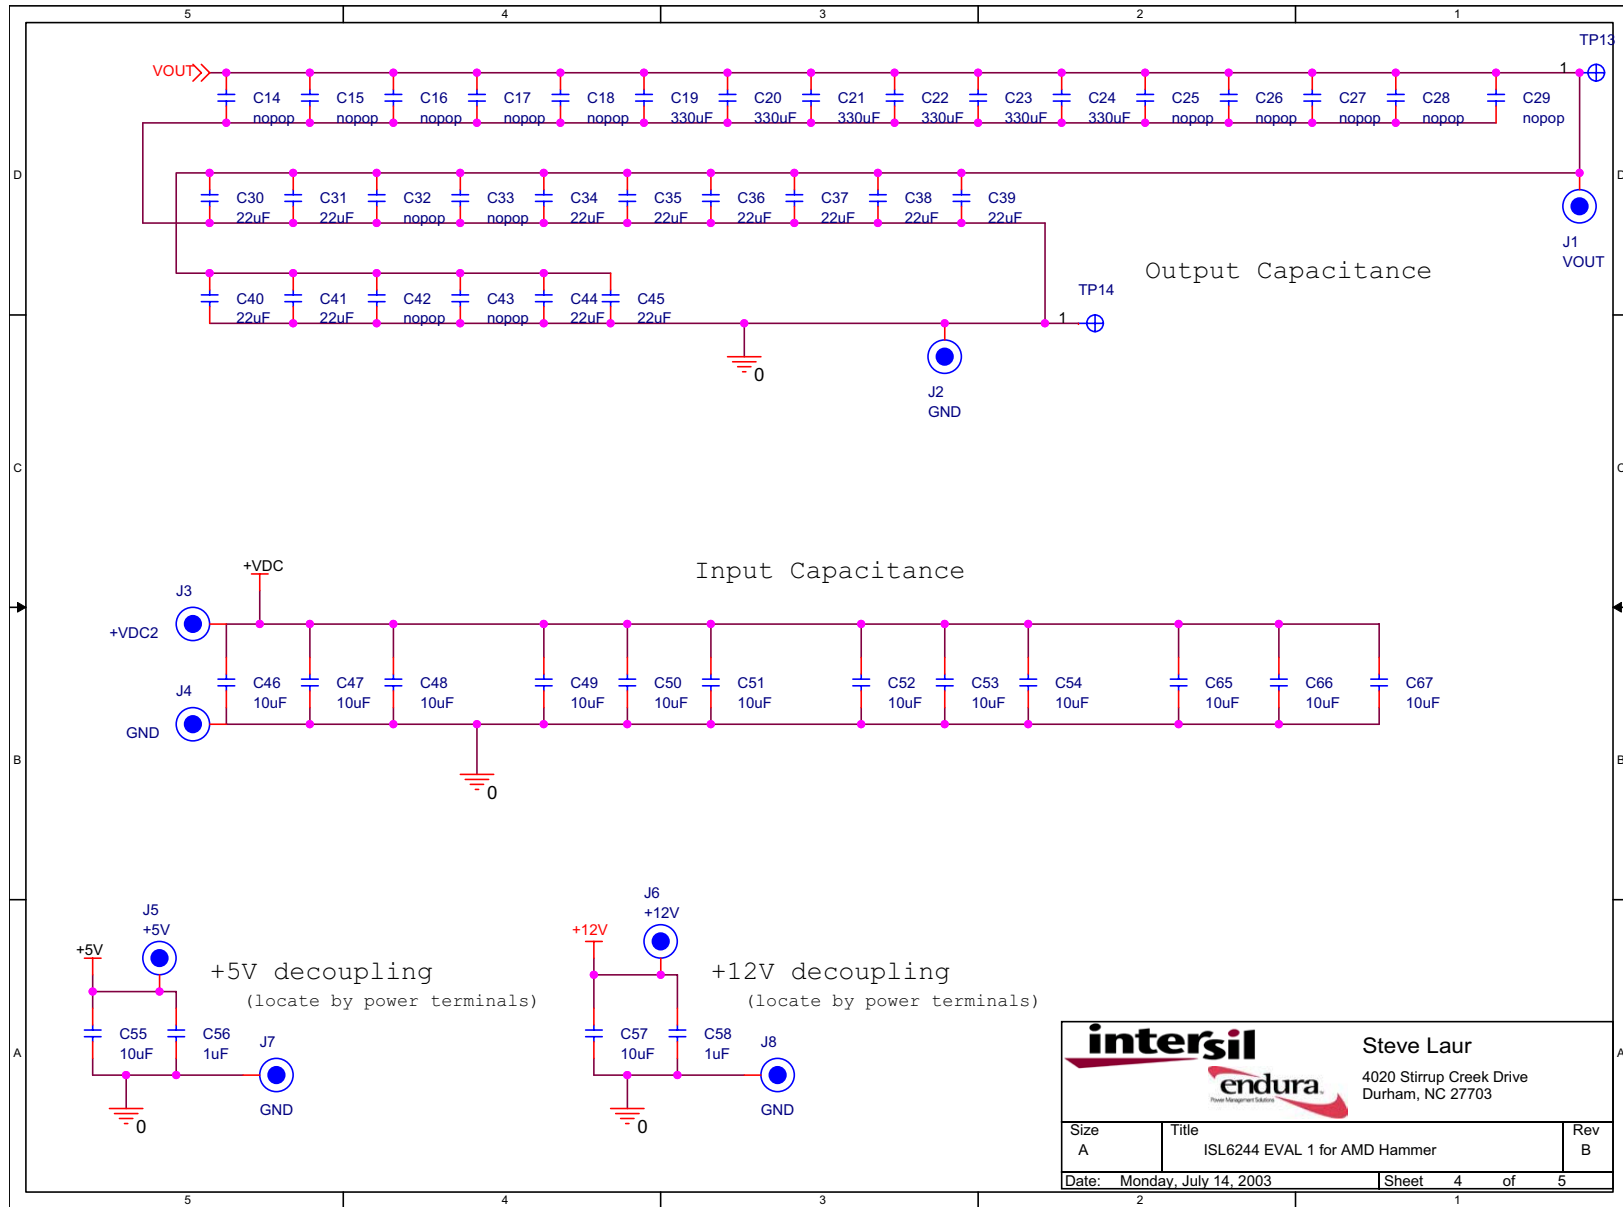 5 4 3 2 1
TP13
VOUT
1
C14 C15 C16 C17 C18 C19 C20 C21 C22 C23 C24 C25 C26 C27 C28 C29
nopop nopop nopop nopop nopop 330uF 330uF 330uF 330uF 330uF 330uF nopop nopop nopop nopop nopop
D D
C30 C31 C32 C33 C34 C35 C36 C37 C38 C39
22uF 22uF nopop nopop 22uF 22uF 22uF 22uF 22uF 22uF
J1
VOUT
Output Capacitance
TP14
C40 C41 C42 C43 C44 C45
22uF 22uF nopop nopop 22uF 22uF
1
0
J2
GND
C C
+VDC
Input Capacitance
J3
+VDC2
J4
GND
C46 C47 C48 C49 C50 C51 C52 C53 C54 C65 C66 C67
10uF 10uF 10uF 10uF 10uF 10uF 10uF 10uF 10uF 10uF 10uF 10uF
B B
0
J5
+5V
+5V
+5V decoupling
(locate by power terminals)
C55 C56
10uF 1uF
J7
GND
0
J6
+12V
+12V
+12V decoupling
(locate by power terminals)
C57 C58
10uF 1uF
J8
GND
0
A A
intersil
endura
Power Management Solutions
Steve Laur
4020 Stirrup Creek Drive
Durham, NC 27703
Size Title Rev
A ISL6244 EVAL 1 for AMD Hammer B
Date: Monday, July 14, 2003 Sheet 4 of 5
5 4 3 2 1